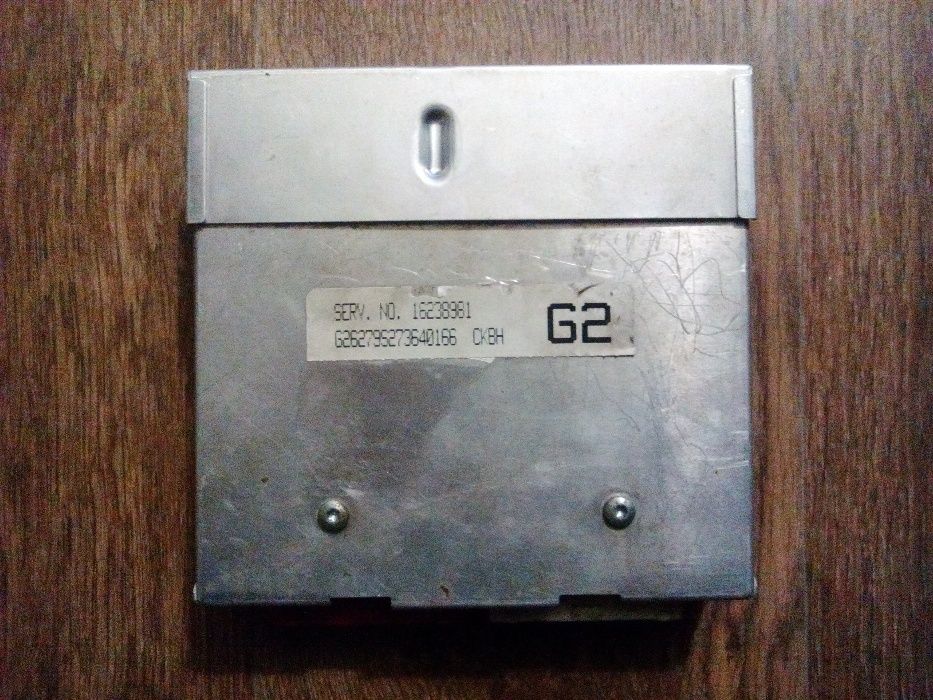 SERV. NO. 16238981
G262795273640166 CKBH
G2